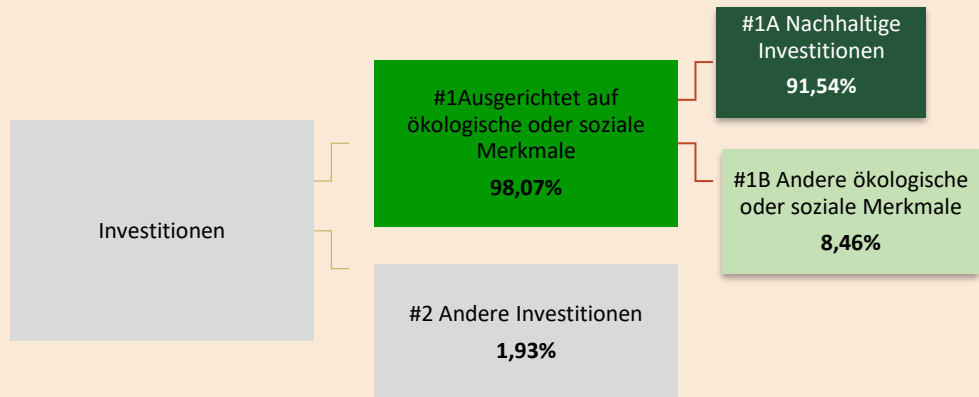 Investitionen
#1Ausgerichtet auf
ökologische oder soziale
Merkmale
98,07%
#2 Andere Investitionen
1,93%
#1A Nachhaltige
Investitionen
91,54%
#1B Andere ökologische
oder soziale Merkmale
8,46%